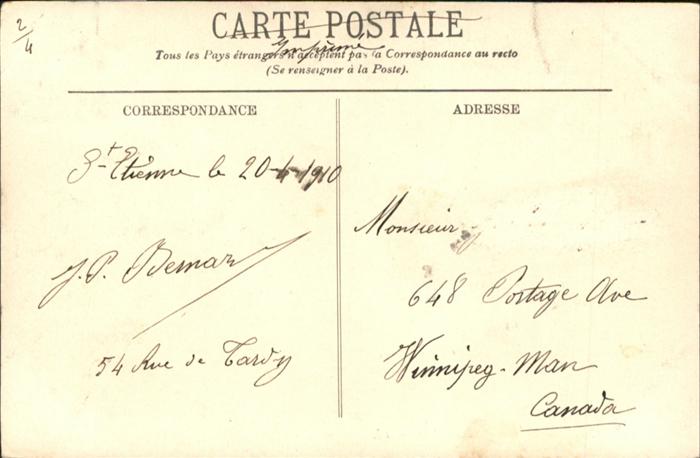 2/4
CARTE POSTALE
Imprimé
Tous les Pays étrangers n'acceptent pas la Correspondance au recto
(Se renseigner à la Poste).
CORRESPONDANCE
St Etienne le 20-4-1910
J. P. Bernard
54 Rue de Tardy
ADRESSE
Monsieur
648 Portage Ave
Winnipeg - Man
Canada